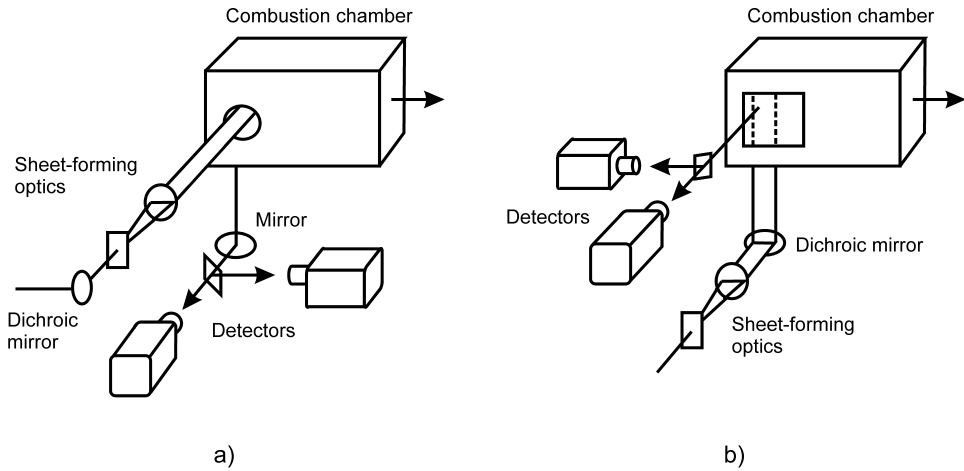 Combustion chamber
Sheet-forming
optics
Mirror
Dichroic
mirror
Detectors
a)
Combustion chamber
Detectors
Dichroic mirror
Sheet-forming
optics
b)